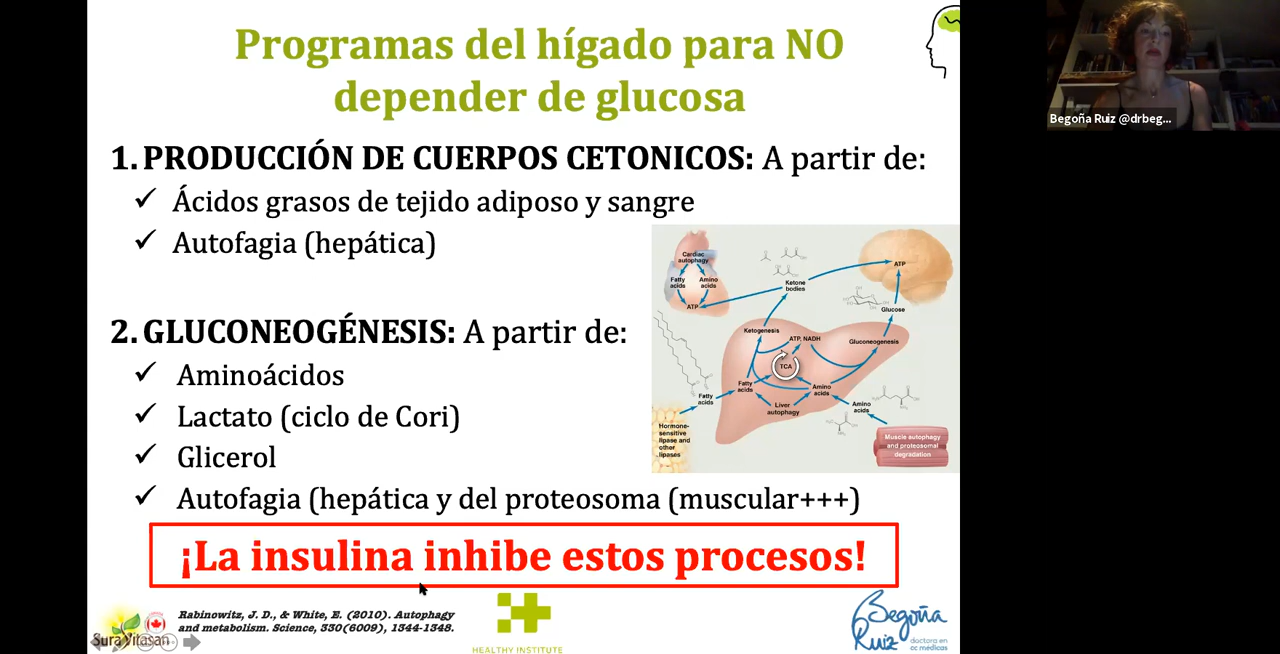 Programas del hígado para NO
depender de glucosa
1. PRODUCCIÓN DE CUERPOS CETONICOS: A partir de:
✓ Ácidos grasos de tejido adiposo y sangre
✓ Autofagia (hepática)
2. GLUCONEOGÉNESIS: A partir de:
✓ Aminoácidos
✓ Lactato (ciclo de Cori)
✓ Glicerol
✓ Autofagia (hepática y del proteosoma (muscular+++)
¡La insulina inhibe estos procesos!
Cardiac
autophagy
Fatty
acids
Amino
acids
ATP
Ketone
bodies
ATP
Glucose
Ketogenesis
ATP, NADH
Gluconeogenesis
TCA
Fatty
acids
Amino
acids
Fatty
acids
Liver
autophagy
Amino
acids
Hormone-
sensitive
lipase and
other
lipases
Muscle autophagy
and proteosomal
degradation
Rabinowitz, J. D., & White, E. (2010). Autophagy
and metabolism. Science, 330(6009), 1344-1348.
Sura Vitasan
HEALTHY INSTITUTE
Begoña
Ruiz
doctora en
cc médicas
Begoña Ruiz @drbeg...